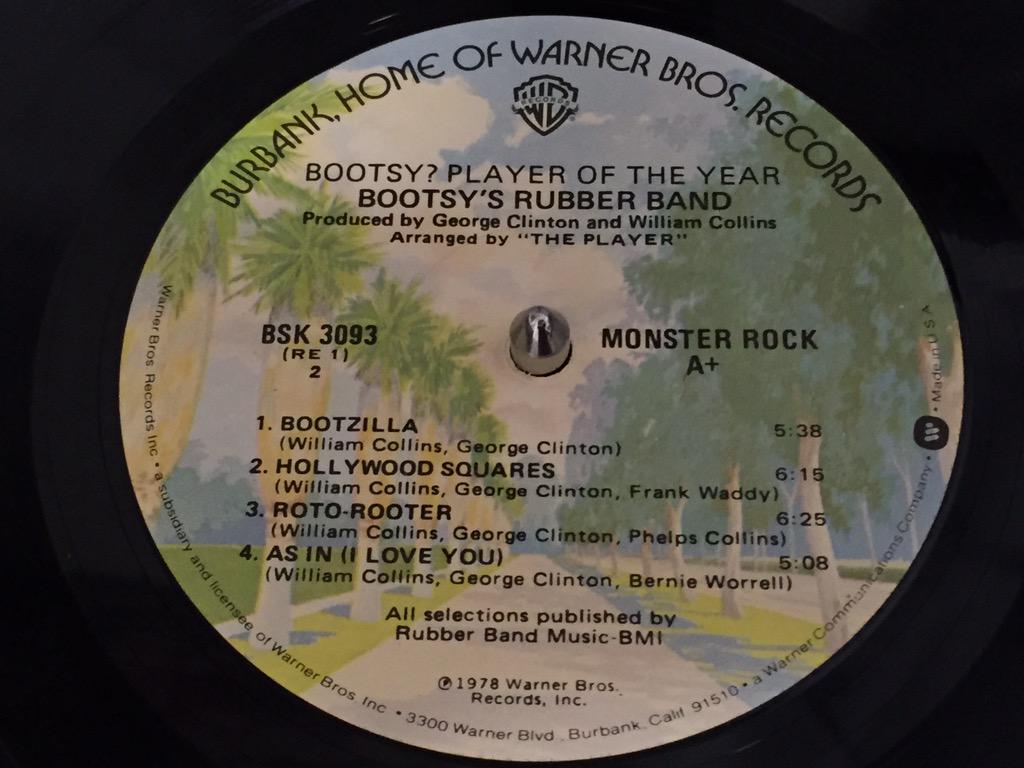 BURBANK, HOME OF WARNER BROS. RECORDS
RECORDS
BOOTSY? PLAYER OF THE YEAR
BOOTSY'S RUBBER BAND
Produced by George Clinton and William Collins
Arranged by "THE PLAYER"
BSK 3093
(RE 1)
2
MONSTER ROCK
A+
1. BOOTZILLA 5:38
(William Collins, George Clinton)
2. HOLLYWOOD SQUARES 6:15
(William Collins, George Clinton, Frank Waddy)
3. ROTO-ROOTER 6:25
(William Collins, George Clinton, Phelps Collins)
4. AS IN (I LOVE YOU) 5:08
(William Collins, George Clinton, Bernie Worrell)
All selections published by
Rubber Band Music-BMI
℗1978 Warner Bros.
Records, Inc.
Warner Bros Records Inc • a subsidiary and licensee of Warner Bros. Inc • 3300 Warner Blvd., Burbank, Calif 91510 • a Warner Communications Company • Made in U S A